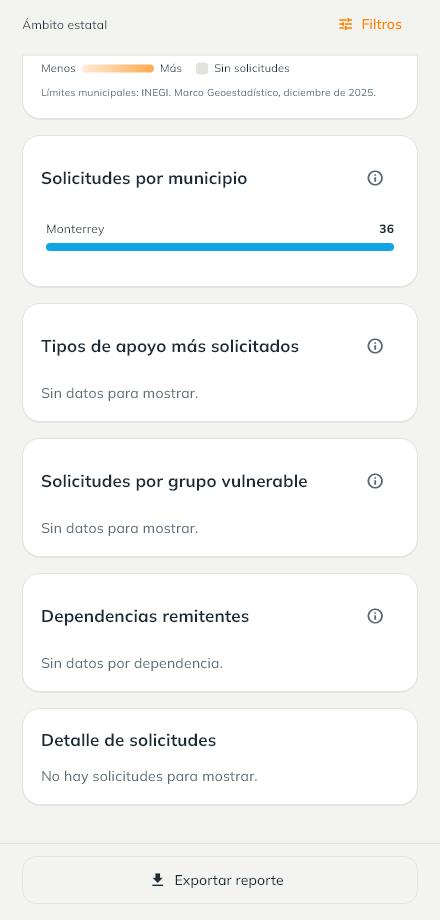 Ámbito estatal
Filtros
Menos
Más
Sin solicitudes
Límites municipales: INEGI. Marco Geoestadístico, diciembre de 2025.
Solicitudes por municipio
Monterrey
36
Tipos de apoyo más solicitados
Sin datos para mostrar.
Solicitudes por grupo vulnerable
Sin datos para mostrar.
Dependencias remitentes
Sin datos por dependencia.
Detalle de solicitudes
No hay solicitudes para mostrar.
Exportar reporte